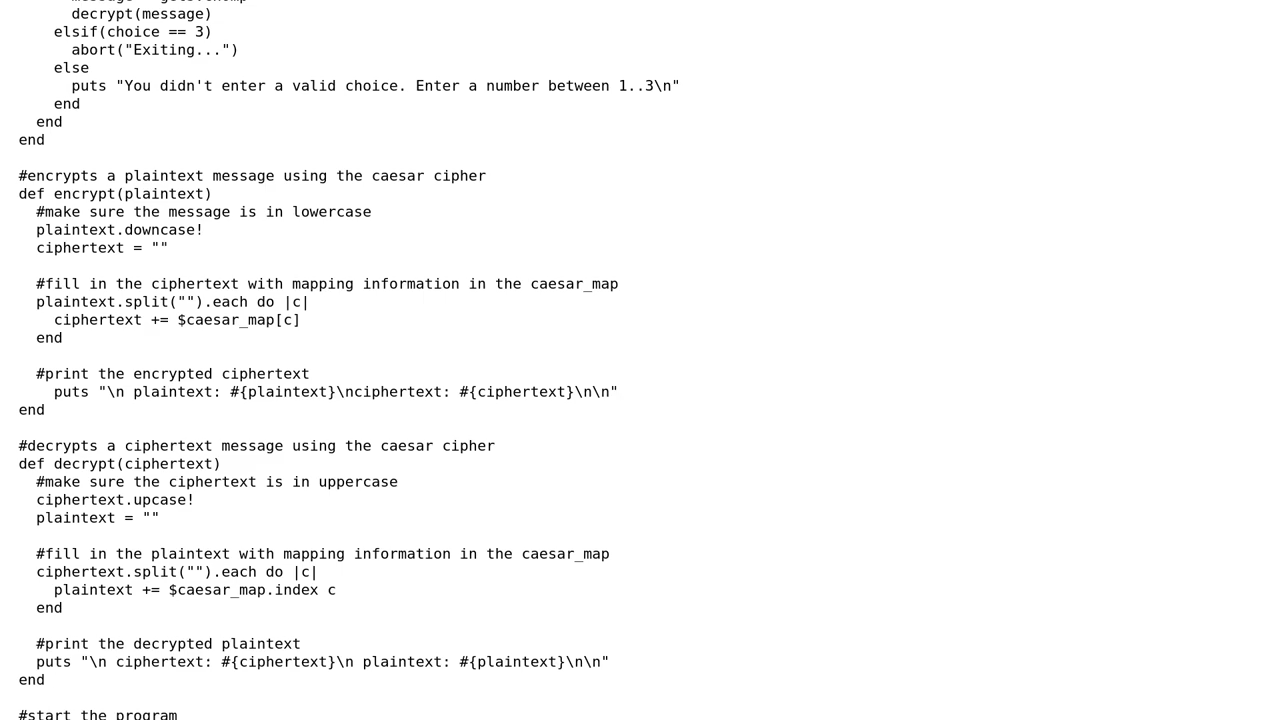 decrypt(message)
elsif(choice == 3)
abort("Exiting...")
else
puts "You didn't enter a valid choice. Enter a number between 1..3\n"
end
end
end
#encrypts a plaintext message using the caesar cipher
def encrypt(plaintext)
#make sure the message is in lowercase
plaintext.downcase!
ciphertext = ""
#fill in the ciphertext with mapping information in the caesar_map
plaintext.split("").each do |c|
ciphertext += $caesar_map[c]
end
#print the encrypted ciphertext
puts "\n plaintext: #{plaintext}\nciphertext: #{ciphertext}\n\n"
end
#decrypts a ciphertext message using the caesar cipher
def decrypt(ciphertext)
#make sure the ciphertext is in uppercase
ciphertext.upcase!
plaintext = ""
#fill in the plaintext with mapping information in the caesar_map
ciphertext.split("").each do |c|
plaintext += $caesar_map.index c
end
#print the decrypted plaintext
puts "\n ciphertext: #{ciphertext}\n plaintext: #{plaintext}\n\n"
end
#start the program